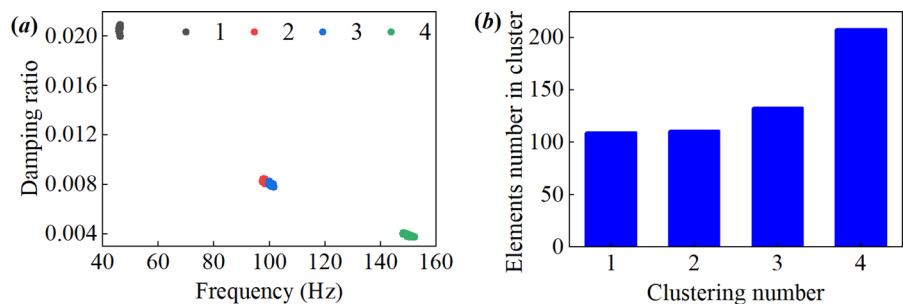 (a)
1 2 3 4
0.020
0.016
0.012
0.008
0.004
Damping ratio
40 60 80 100 120 140 160
Frequency (Hz)
(b)
200
150
100
50
0
Elements number in cluster
1 2 3 4
Clustering number